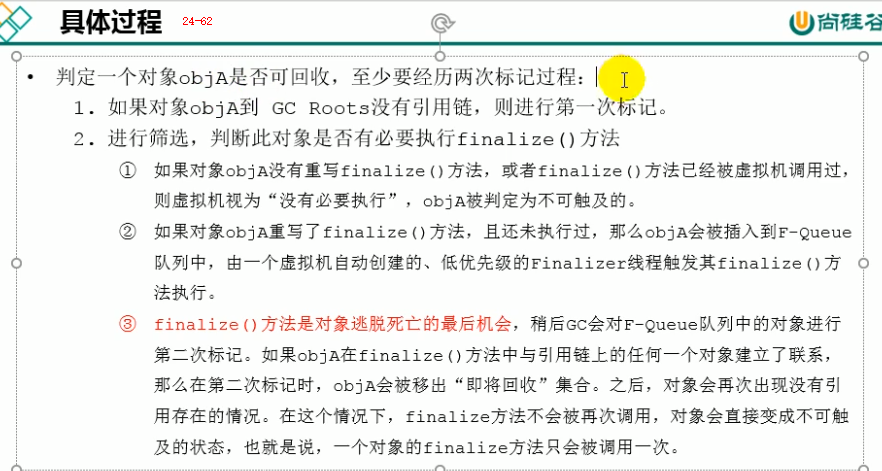 具体过程
24-62
尚硅谷
• 判定一个对象objA是否可回收，至少要经历两次标记过程：
1. 如果对象objA到 GC Roots没有引用链，则进行第一次标记。
2. 进行筛选，判断此对象是否有必要执行finalize()方法
① 如果对象objA没有重写finalize()方法，或者finalize()方法已经被虚拟机调用过，
则虚拟机视为“没有必要执行”，objA被判定为不可触及的。
② 如果对象objA重写了finalize()方法，且还未执行过，那么objA会被插入到F-Queue
队列中，由一个虚拟机自动创建的、低优先级的Finalizer线程触发其finalize()方
法执行。
③ finalize()方法是对象逃脱死亡的最后机会，稍后GC会对F-Queue队列中的对象进行
第二次标记。如果objA在finalize()方法中与引用链上的任何一个对象建立了联系，
那么在第二次标记时，objA会被移出“即将回收”集合。之后，对象会再次出现没有引
用存在的情况。在这个情况下，finalize方法不会被再次调用，对象会直接变成不可触
及的状态，也就是说，一个对象的finalize方法只会被调用一次。